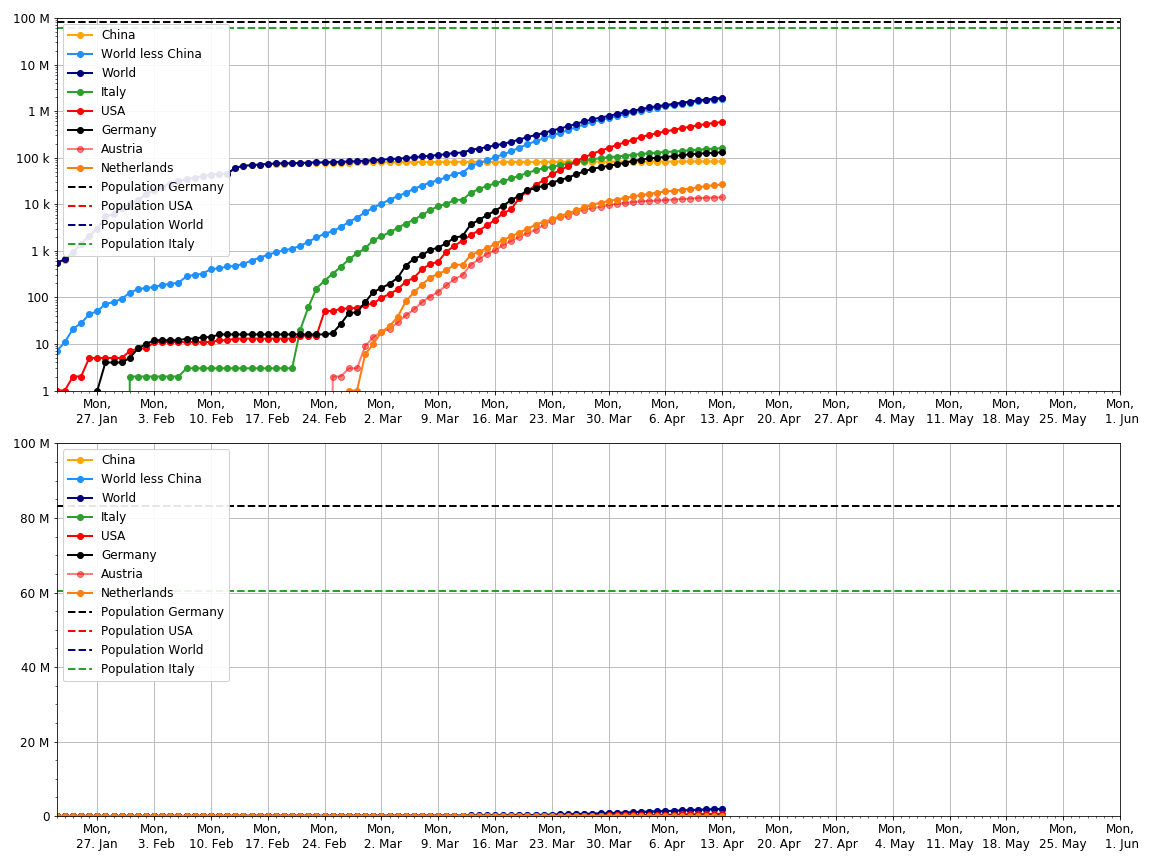 100 M
10 M
1 M
100 k
10 k
1 k
100
10
1
China
World less China
World
Italy
USA
Germany
Austria
Netherlands
Population Germany
Population USA
Population World
Population Italy
Mon, Mon, Mon, Mon, Mon, Mon, Mon, Mon, Mon, Mon, Mon, Mon, Mon, Mon, Mon, Mon, Mon, Mon, Mon,
27. Jan 3. Feb 10. Feb 17. Feb 24. Feb 2. Mar 9. Mar 16. Mar 23. Mar 30. Mar 6. Apr 13. Apr 20. Apr 27. Apr 4. May 11. May 18. May 25. May 1. Jun
100 M
80 M
60 M
40 M
20 M
0
China
World less China
World
Italy
USA
Germany
Austria
Netherlands
Population Germany
Population USA
Population World
Population Italy
Mon, Mon, Mon, Mon, Mon, Mon, Mon, Mon, Mon, Mon, Mon, Mon, Mon, Mon, Mon, Mon, Mon, Mon, Mon,
27. Jan 3. Feb 10. Feb 17. Feb 24. Feb 2. Mar 9. Mar 16. Mar 23. Mar 30. Mar 6. Apr 13. Apr 20. Apr 27. Apr 4. May 11. May 18. May 25. May 1. Jun